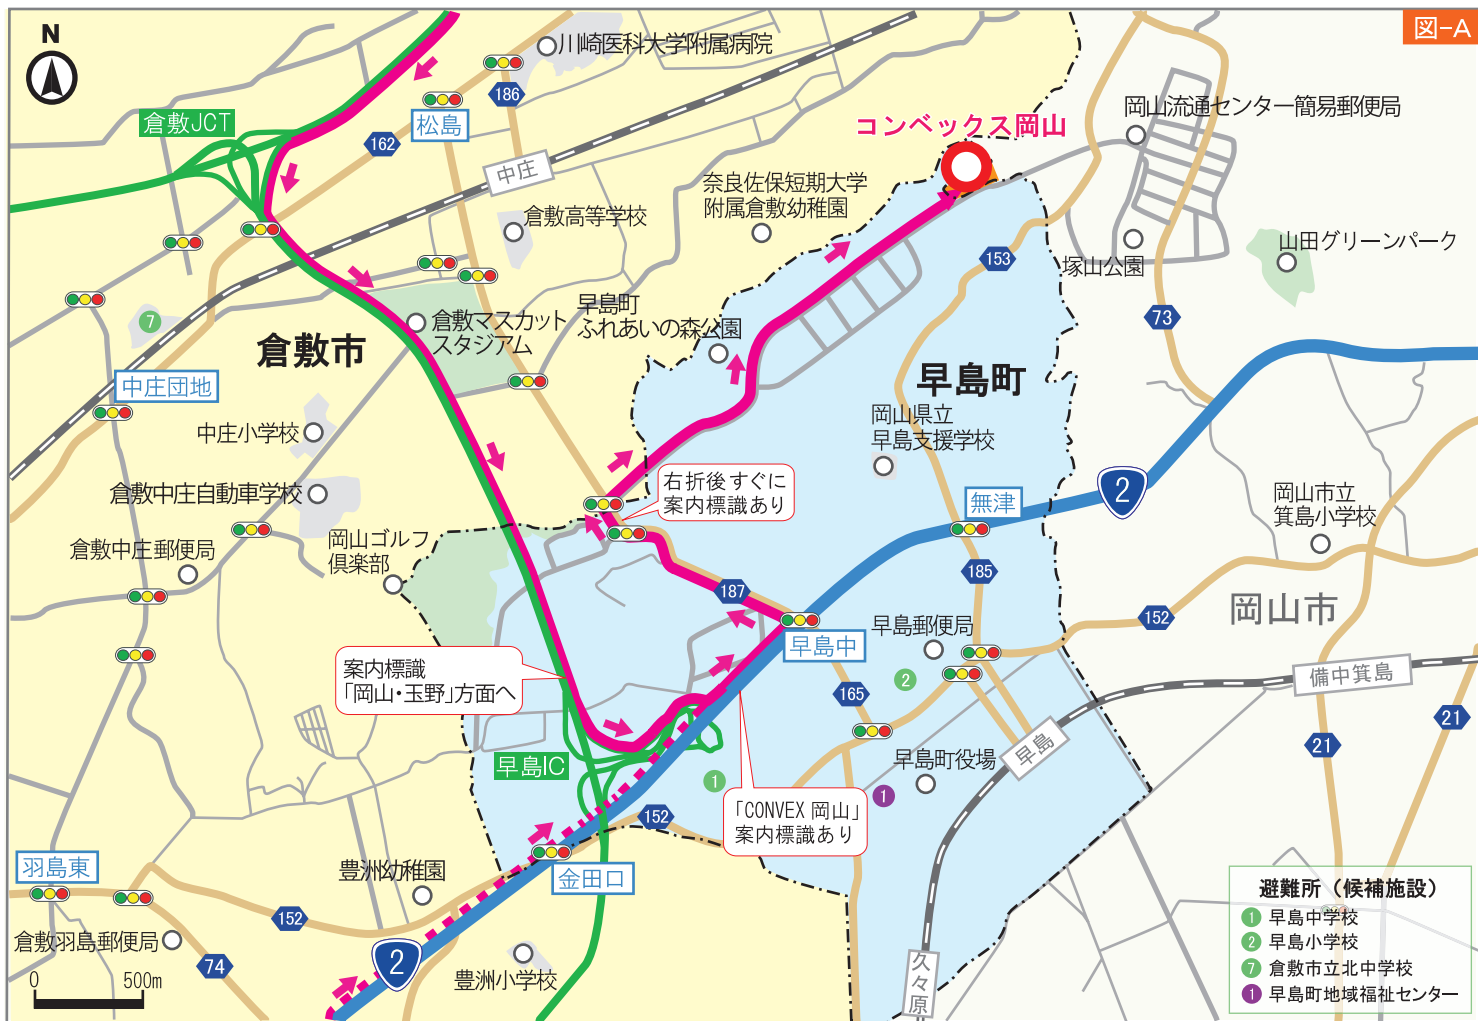 図-A
N
川崎医科大学附属病院
186
倉敷JCT
松島
162
岡山流通センター簡易郵便局
コンベックス岡山
中庄
奈良佐保短期大学
附属倉敷幼稚園
倉敷高等学校
153
塚山公園
山田グリーンパーク
73
7
倉敷市
倉敷マスカット
スタジアム
早島町
ふれあいの森公園
中庄団地
早島町
岡山県立
早島支援学校
中庄小学校
倉敷中庄自動車学校
右折後すぐに
案内標識あり
無津
2
岡山市立
箕島小学校
倉敷中庄郵便局
岡山ゴルフ
倶楽部
187
185
152
岡山市
早島中
早島郵便局
案内標識
「岡山・玉野」方面へ
165
2
備中箕島
21
21
早島
早島IC
1
早島町役場
1
「CONVEX 岡山」
案内標識あり
152
羽島東
豊洲幼稚園
金田口
152
倉敷羽島郵便局
74
2
豊洲小学校
久々原
0 500m
避難所（候補施設）
1 早島中学校
2 早島小学校
7 倉敷市立北中学校
1 早島町地域福祉センター